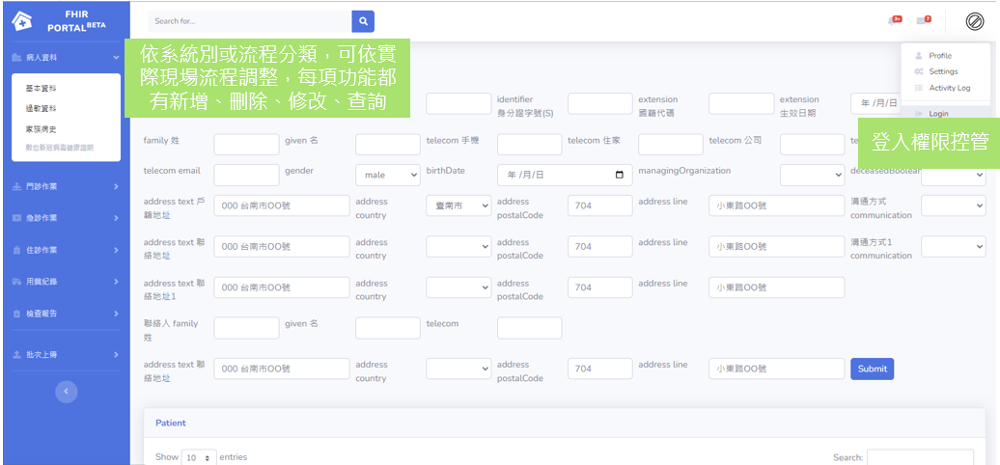 FHIR
PORTAL BETA
病人資料
基本資料
過敏資料
家族病史
數位新冠病毒健康證明
門診作業
急診作業
住診作業
用藥紀錄
檢查報告
批次上傳
Search for...
3+
7
Profile
Settings
Activity Log
Login
依系統別或流程分類，可依實
際現場流程調整，每項功能都
有新增、刪除、修改、查詢
登入權限控管
identifier 身分證字號(S)
extension 國籍代碼
extension 生效日期 年 /月/日
family 姓 given 名 telecom 手機 telecom 住家 telecom 公司
telecom email gender male birthDate 年 /月/日 managingOrganization deceasedBoolean
address text 戶籍地址 000 台南市OO號 address country 臺南市 address postalCode 704 address line 小東路OO號 溝通方式 communication
address text 聯絡地址 000 台南市OO號 address country address postalCode 704 address line 小東路OO號 溝通方式1 communication
address text 聯絡地址1 000 台南市OO號 address country address postalCode 704 address line 小東路OO號
聯絡人 family 姓 given 名 telecom
address text 聯絡地址 000 台南市OO號 address country address postalCode 704 address line 小東路OO號 Submit
Patient
Show 10 entries Search: